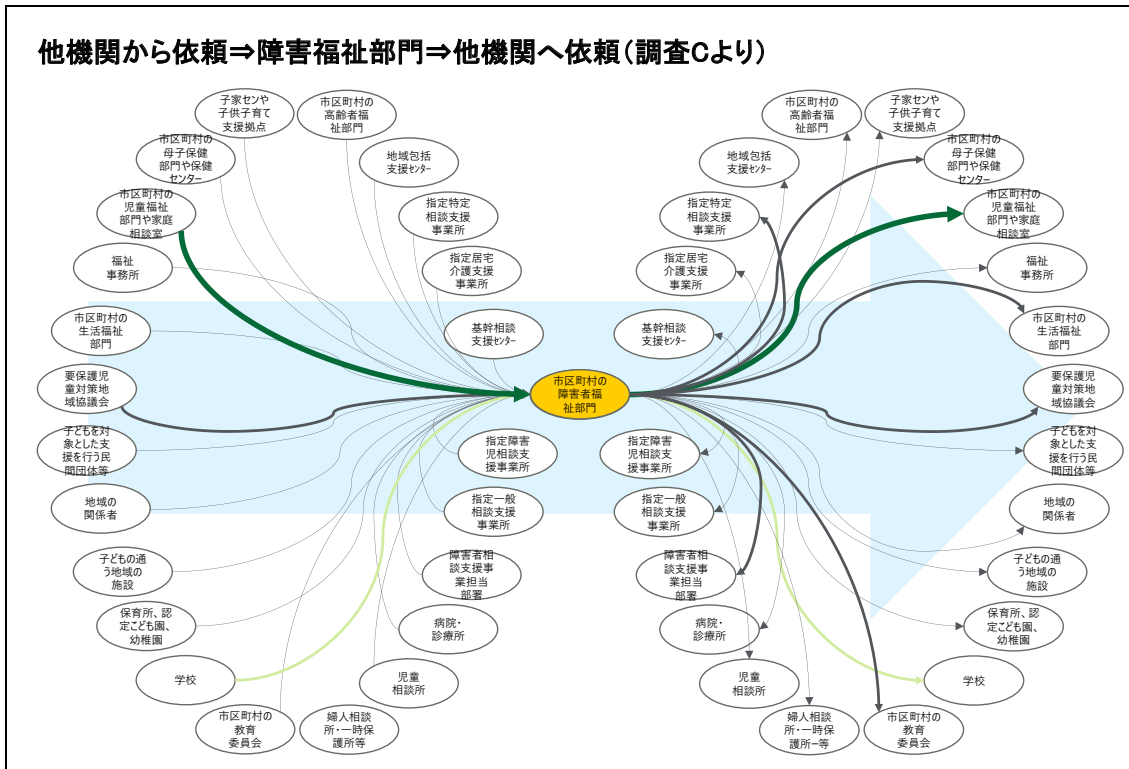 他機関から依頼⇒障害福祉部門⇒他機関へ依頼(調査Cより)
子家センや
子供子育て
支援拠点
市区町村の
高齢者福
祉部門
市区町村の
母子保健
部門や保健
センター
地域包括
支援センター
市区町村の
児童福祉
部門や家庭
相談室
指定特定
相談支援
事業所
福祉
事務所
指定居宅
介護支援
事業所
市区町村の
生活福祉
部門
基幹相談
支援センター
要保護児
童対策地
域協議会
市区町村の
障害者福
祉部門
子どもを対
象とした支
援を行う民
間団体等
指定障害
児相談支
援事業所
地域の
関係者
指定一般
相談支援
事業所
子どもの通
う地域の
施設
障害者相
談支援事
業担当
部署
保育所、認
定こども園、
幼稚園
病院・
診療所
学校
児童
相談所
市区町村の
教育
委員会
婦人相談
所・一時保
護所等
市区町村の
高齢者福
祉部門
子家センや
子供子育て
支援拠点
地域包括
支援センター
市区町村の
母子保健
部門や保健
センター
指定特定
相談支援
事業所
市区町村の
児童福祉
部門や家庭
相談室
指定居宅
介護支援
事業所
福祉
事務所
基幹相談
支援センター
市区町村の
生活福祉
部門
要保護児
童対策地
域協議会
指定障害
児相談支
援事業所
子どもを対
象とした支
援を行う民
間団体等
指定一般
相談支援
事業所
地域の
関係者
障害者相
談支援事
業担当
部署
子どもの通
う地域の
施設
病院・
診療所
保育所、認
定こども園、
幼稚園
児童
相談所
学校
婦人相談
所・一時保
護所ー等
市区町村の
教育
委員会